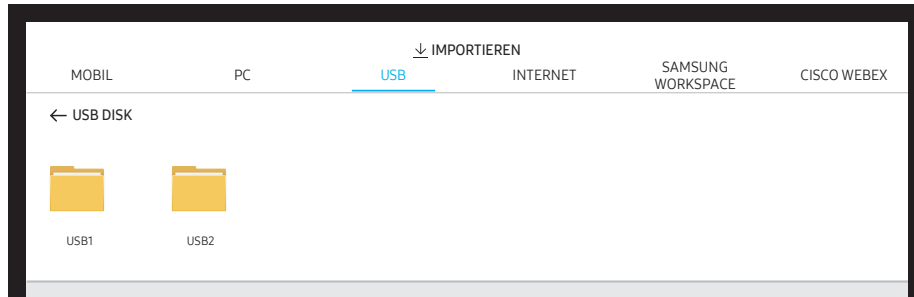 IMPORTIEREN
MOBIL PC USB INTERNET SAMSUNG WORKSPACE CISCO WEBEX
USB DISK
USB1 USB2